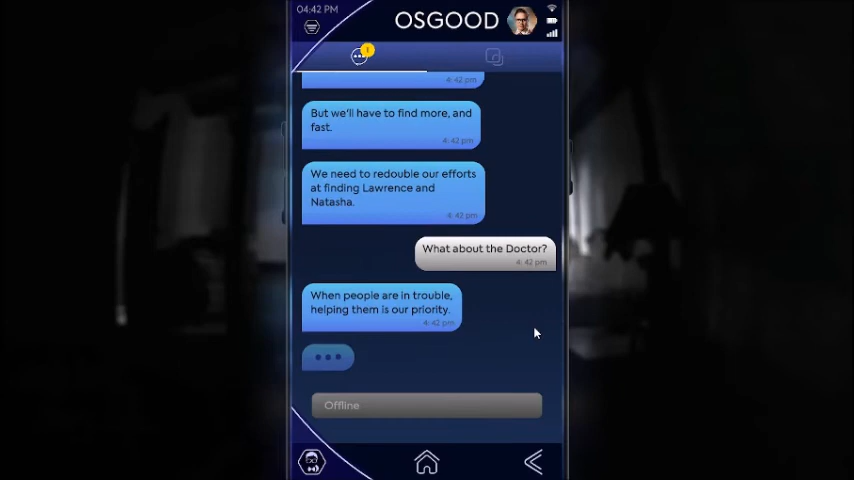 04:42 PM
OSGOOD
!
4:42 pm
But we'll have to find more, and
fast.
4:42 pm
We need to redouble our efforts
at finding Lawrence and
Natasha.
4:42 pm
What about the Doctor?
4:42 pm
When people are in trouble,
helping them is our priority.
4:42 pm
Offline